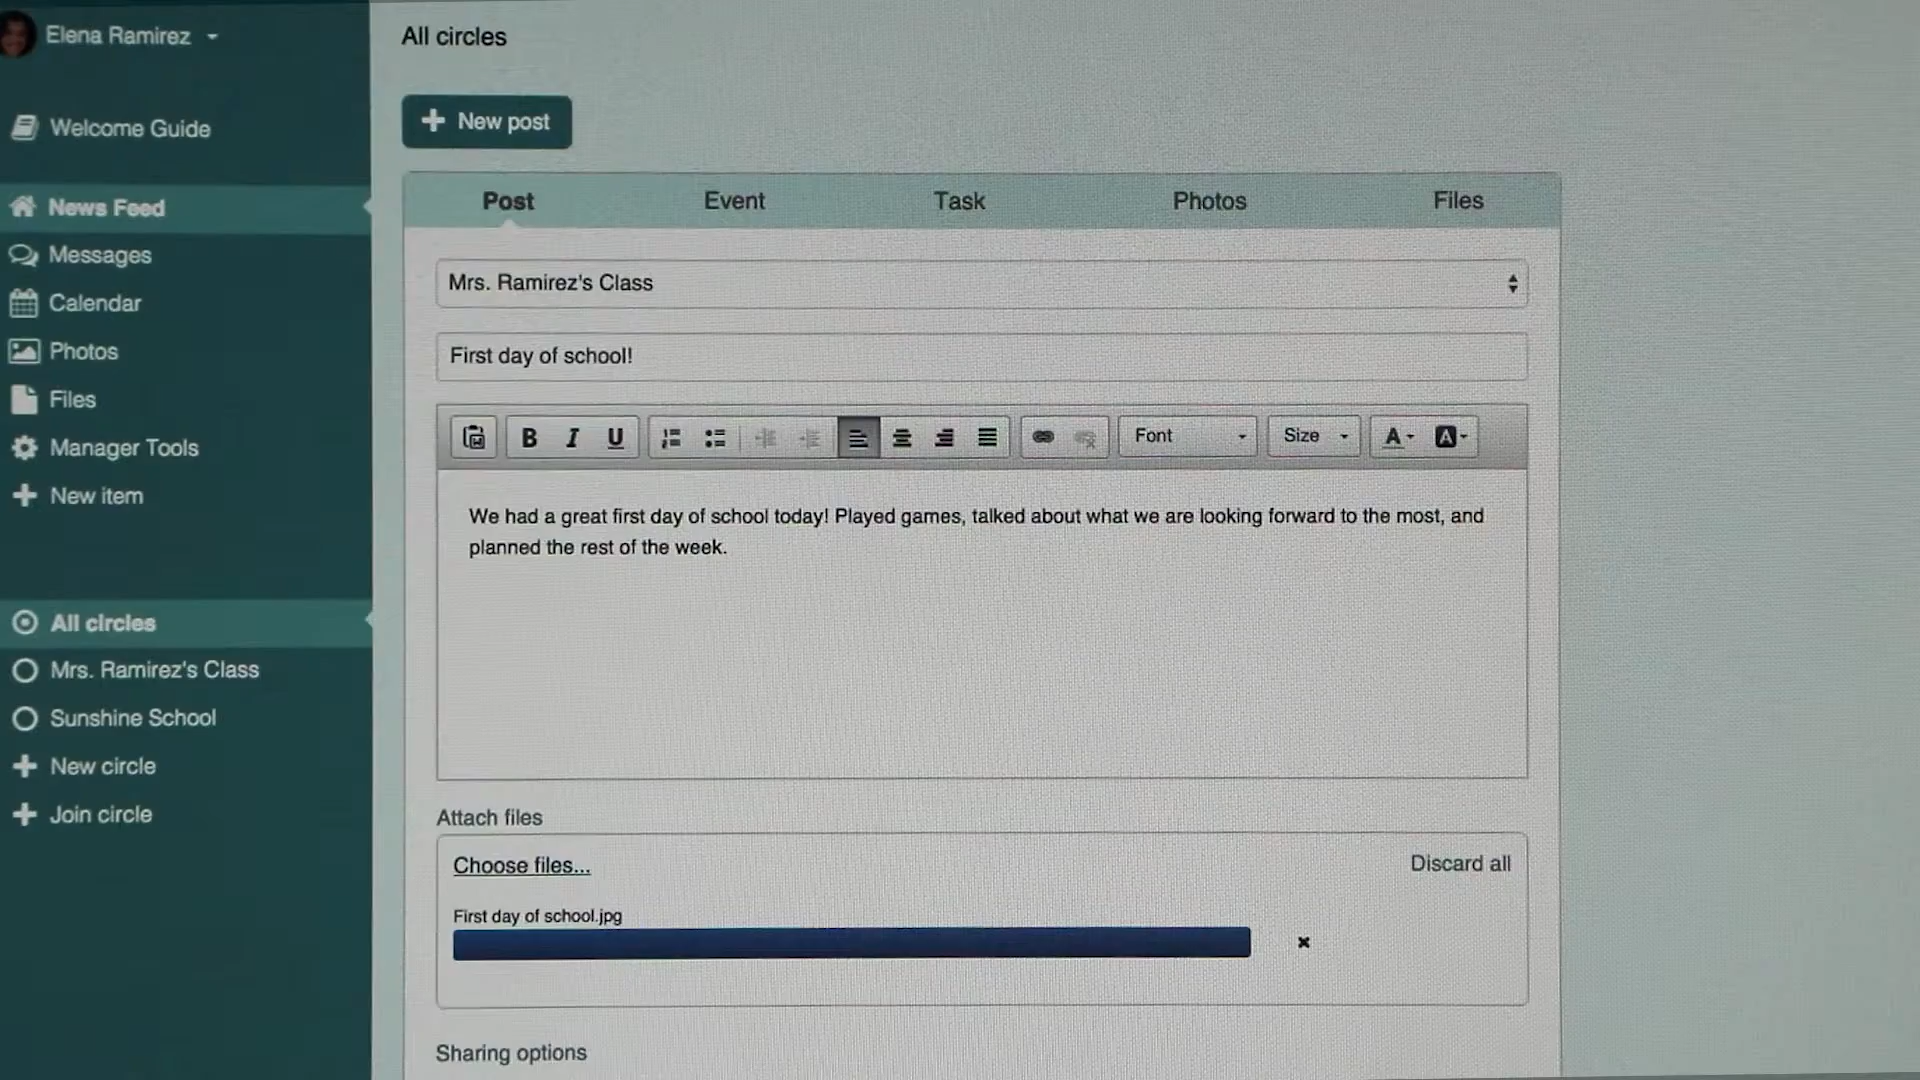 Elena Ramirez
Welcome Guide
News Feed
Messages
Calendar
Photos
Files
Manager Tools
New item
All circles
Mrs. Ramirez's Class
Sunshine School
New circle
Join circle
All circles
New post
Post Event Task Photos Files
Mrs. Ramirez's Class
First day of school!
B I U Font Size A A
We had a great first day of school today! Played games, talked about what we are looking forward to the most, and
planned the rest of the week.
Attach files
Choose files... Discard all
First day of school.jpg
Sharing options